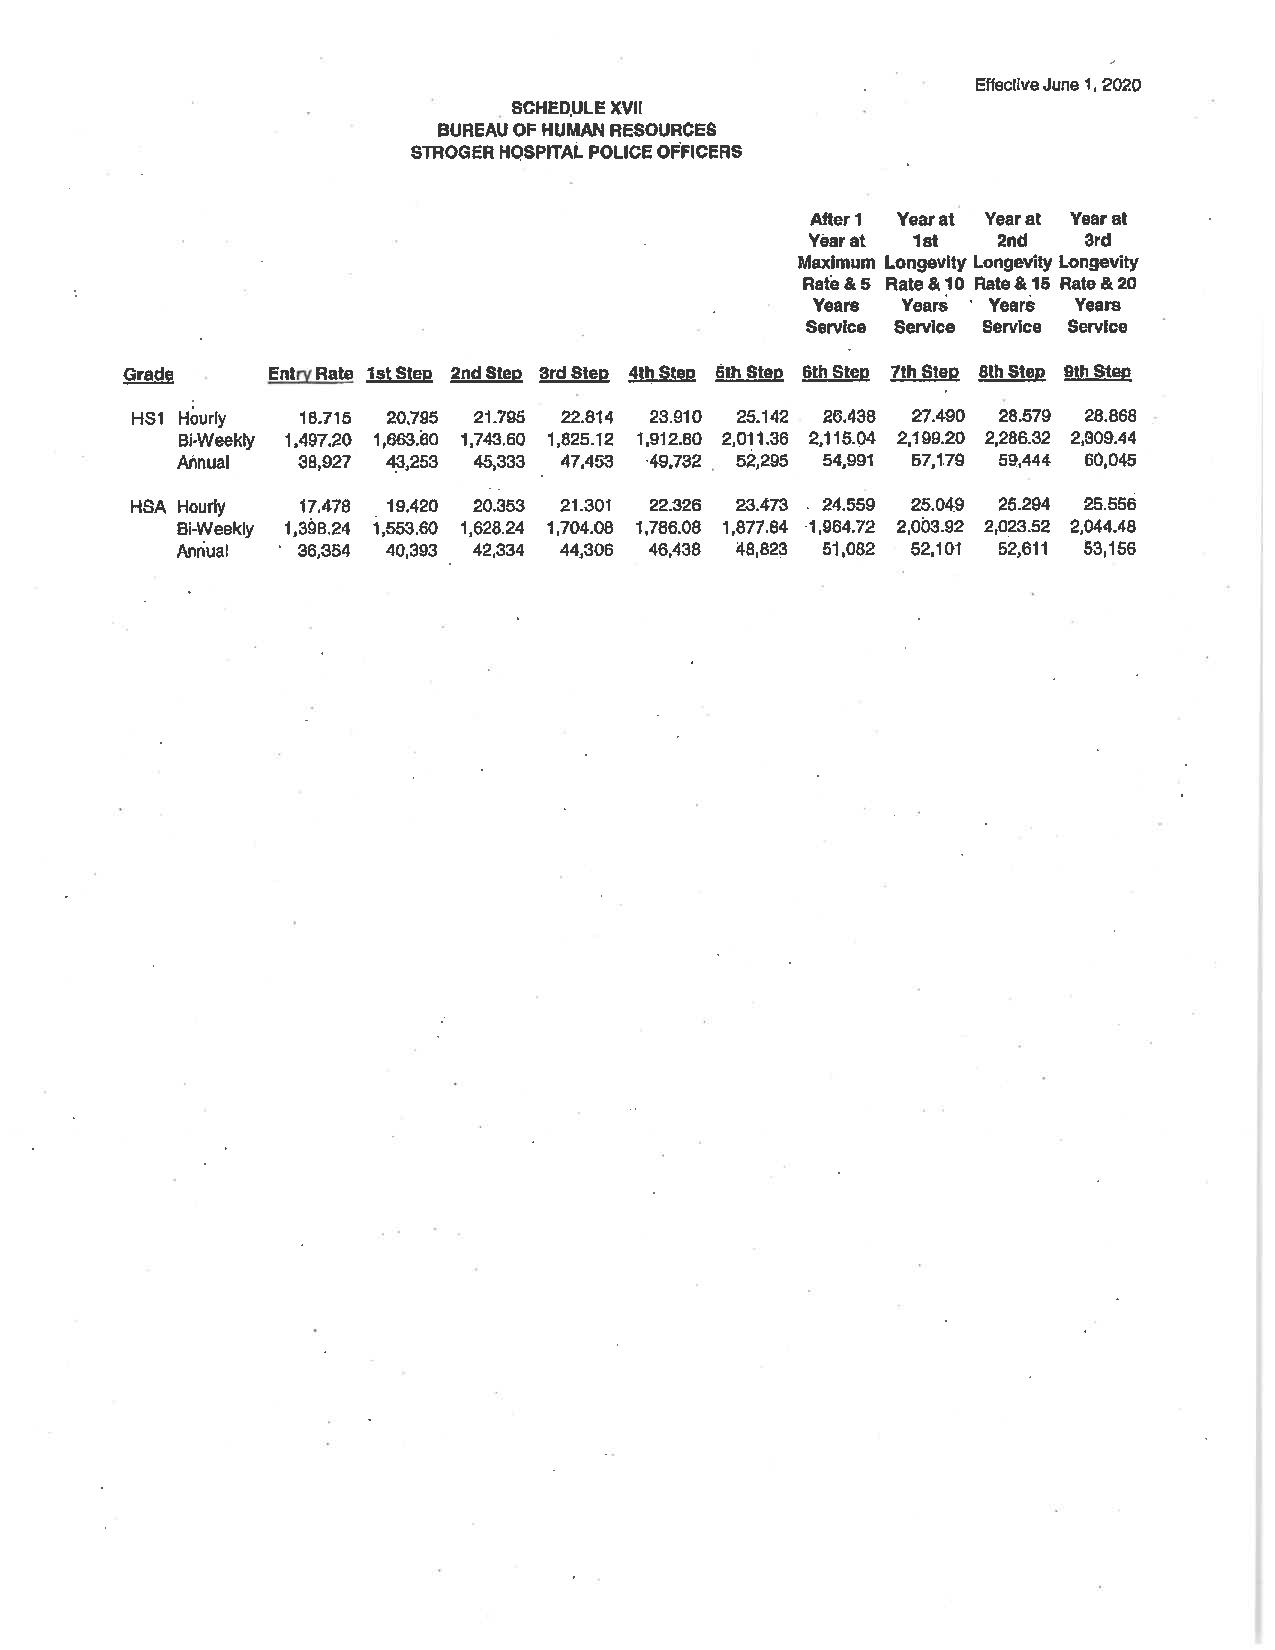 Effective June 1, 2020
SCHEDULE XVII
BUREAU OF HUMAN RESOURCES
STROGER HOSPITAL POLICE OFFICERS
After 1 Year at Year at Year at
Year at 1st 2nd 3rd
Maximum Longevity Longevity Longevity
Rate & 5 Rate & 10 Rate & 15 Rate & 20
Years Years Years Years
Service Service Service Service
Grade Entry Rate 1st Step 2nd Step 3rd Step 4th Step 5th Step 6th Step 7th Step 8th Step 9th Step
HS1 Hourly 18.715 20.795 21.795 22.814 23.910 25.142 26.438 27.490 28.579 28.868
Bi-Weekly 1,497.20 1,663.60 1,743.60 1,825.12 1,912.80 2,011.36 2,115.04 2,199.20 2,286.32 2,309.44
Annual 38,927 43,253 45,333 47,453 49,732 52,295 54,991 57,179 59,444 60,045
HSA Hourly 17.478 19.420 20.353 21.301 22.326 23.473 24.559 25.049 25.294 25.556
Bi-Weekly 1,398.24 1,553.60 1,628.24 1,704.08 1,786.08 1,877.84 1,964.72 2,003.92 2,023.52 2,044.48
Annual 36,354 40,393 42,334 44,306 46,438 48,823 51,082 52,101 52,611 53,156